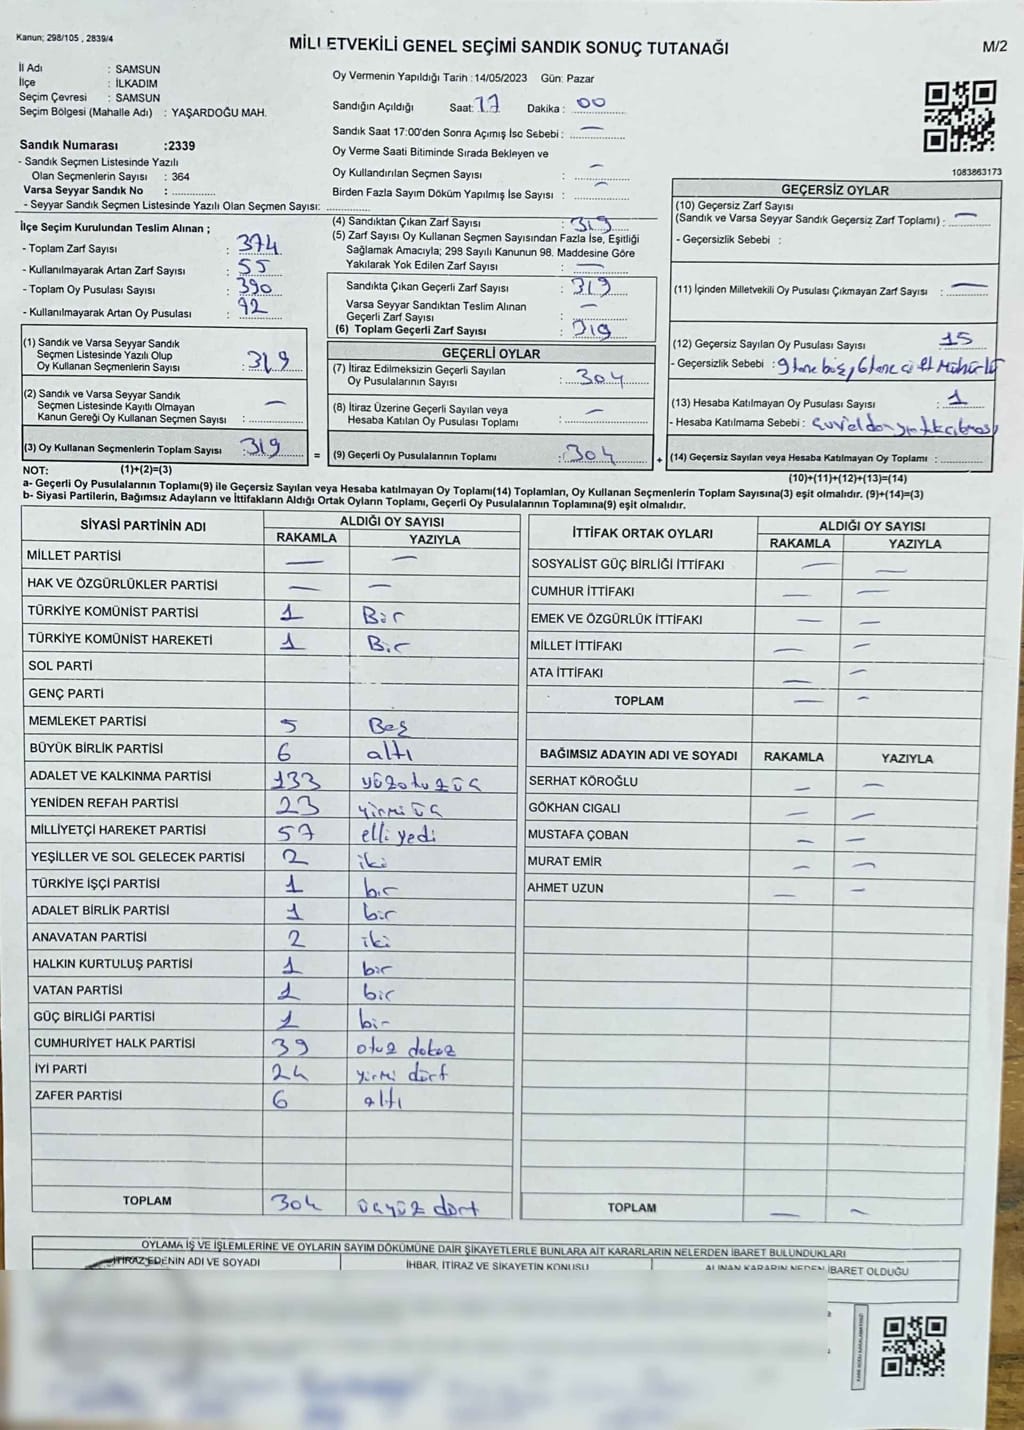 Kanun; 298/105 , 2839/4
MİLLETVEKİLİ GENEL SEÇİMİ SANDIK SONUÇ TUTANAĞI
M/2
İl Adı : SAMSUN
İlçe : İLKADIM
Seçim Çevresi : SAMSUN
Seçim Bölgesi (Mahalle Adı) : YAŞARDOĞU MAH.
Sandık Numarası :2339
- Sandık Seçmen Listesinde Yazılı
Olan Seçmenlerin Sayısı : 364
Varsa Seyyar Sandık No :
- Seyyar Sandık Seçmen Listesinde Yazılı Olan Seçmen Sayısı:
Oy Vermenin Yapıldığı Tarih :14/05/2023 Gün: Pazar
Sandığın Açıldığı Saat: 17 Dakika : 00
Sandık Saat 17:00'den Sonra Açımış İse Sebebi : —
Oy Verme Saati Bitiminde Sırada Bekleyen ve
Oy Kullandırılan Seçmen Sayısı : —
Birden Fazla Sayım Döküm Yapılmış İse Sayısı : —
1083863173
İlçe Seçim Kurulundan Teslim Alınan ;
- Toplam Zarf Sayısı : 374
- Kullanılmayarak Artan Zarf Sayısı : 55
- Toplam Oy Pusulası Sayısı : 390
- Kullanılmayarak Artan Oy Pusulası : 92
(4) Sandıktan Çıkan Zarf Sayısı : 319
(5) Zarf Sayısı Oy Kullanan Seçmen Sayısından Fazla İse, Eşitliği
Sağlamak Amacıyla; 298 Sayılı Kanunun 98. Maddesine Göre
Yakılarak Yok Edilen Zarf Sayısı : —
Sandıkta Çıkan Geçerli Zarf Sayısı : 319
Varsa Seyyar Sandıktan Teslim Alınan
Geçerli Zarf Sayısı : —
(6) Toplam Geçerli Zarf Sayısı : 319
GEÇERSİZ OYLAR
(10) Geçersiz Zarf Sayısı
(Sandık ve Varsa Seyyar Sandık Geçersiz Zarf Toplamı) : —
- Geçersizlik Sebebi :
(11) İçinden Milletvekili Oy Pusulası Çıkmayan Zarf Sayısı : —
(12) Geçersiz Sayılan Oy Pusulası Sayısı 15
- Geçersizlik Sebebi : 9 tane boş, 6 tane çift Mühürlü
(13) Hesaba Katılmayan Oy Pusulası Sayısı : 1
- Hesaba Katılmama Sebebi :
(14) Geçersiz Sayılan veya Hesaba Katılmayan Oy Toplamı :
(10)+(11)+(12)+(13)=(14)
(1) Sandık ve Varsa Seyyar Sandık
Seçmen Listesinde Yazılı Olup
Oy Kullanan Seçmenlerin Sayısı : 319
(2) Sandık ve Varsa Seyyar Sandık
Seçmen Listesinde Kayıtlı Olmayan
Kanun Gereği Oy Kullanan Seçmen Sayısı : —
(3) Oy Kullanan Seçmenlerin Toplam Sayısı : 319 =
GEÇERLİ OYLAR
(7) İtiraz Edilmeksizin Geçerli Sayılan
Oy Pusulalarının Sayısı : 304
(8) İtiraz Üzerine Geçerli Sayılan veya
Hesaba Katılan Oy Pusulası Toplamı : —
(9) Geçerli Oy Pusulalarının Toplamı : 304 +
NOT: (1)+(2)=(3)
a- Geçerli Oy Pusulalarının Toplamı(9) ile Geçersiz Sayılan veya Hesaba katılmayan Oy Toplamı(14) Toplamları, Oy Kullanan Seçmenlerin Toplam Sayısına(3) eşit olmalıdır. (9)+(14)=(3)
b- Siyasi Partilerin, Bağımsız Adayların ve İttifakların Aldığı Ortak Oyların Toplamı, Geçerli Oy Pusulalarının Toplamına(9) eşit olmalıdır.
SİYASİ PARTİNİN ADI ALDIĞI OY SAYISI
RAKAMLA YAZIYLA
MİLLET PARTİSİ — —
HAK VE ÖZGÜRLÜKLER PARTİSİ — —
TÜRKİYE KOMÜNİST PARTİSİ 1 Bir
TÜRKİYE KOMÜNİST HAREKETİ 1 Bir
SOL PARTİ
GENÇ PARTİ
MEMLEKET PARTİSİ 5 Beş
BÜYÜK BİRLİK PARTİSİ 6 altı
ADALET VE KALKINMA PARTİSİ 133 yüzotuzüç
YENİDEN REFAH PARTİSİ 23 yirmi üç
MİLLİYETÇİ HAREKET PARTİSİ 57 elli yedi
YEŞİLLER VE SOL GELECEK PARTİSİ 2 iki
TÜRKİYE İŞÇİ PARTİSİ 1 bir
ADALET BİRLİK PARTİSİ 1 bir
ANAVATAN PARTİSİ 2 iki
HALKIN KURTULUŞ PARTİSİ 1 bir
VATAN PARTİSİ 1 bir
GÜÇ BİRLİĞİ PARTİSİ 1 bir
CUMHURİYET HALK PARTİSİ 39 otuz dokuz
İYİ PARTİ 24 yirmi dört
ZAFER PARTİSİ 6 altı
TOPLAM 304 üçyüz dört
İTTİFAK ORTAK OYLARI ALDIĞI OY SAYISI
RAKAMLA YAZIYLA
SOSYALİST GÜÇ BİRLİĞİ İTTİFAKI — —
CUMHUR İTTİFAKI — —
EMEK VE ÖZGÜRLÜK İTTİFAKI — —
MİLLET İTTİFAKI — —
ATA İTTİFAKI — —
TOPLAM — —
BAĞIMSIZ ADAYIN ADI VE SOYADI RAKAMLA YAZIYLA
SERHAT KÖROĞLU — —
GÖKHAN CIGALI — —
MUSTAFA ÇOBAN — —
MURAT EMİR — —
AHMET UZUN — —
TOPLAM — —
OYLAMA İŞ VE İŞLEMLERİNE VE OYLARIN SAYIM DÖKÜMÜNE DAİR ŞİKAYETLERLE BUNLARA AİT KARARLARIN NELERDEN İBARET BULUNDUKLARI
İTİRAZ EDENİN ADI VE SOYADI İHBAR, İTİRAZ VE ŞİKAYETİN KONUSU ALINAN KARARIN NEDEN İBARET OLDUĞU